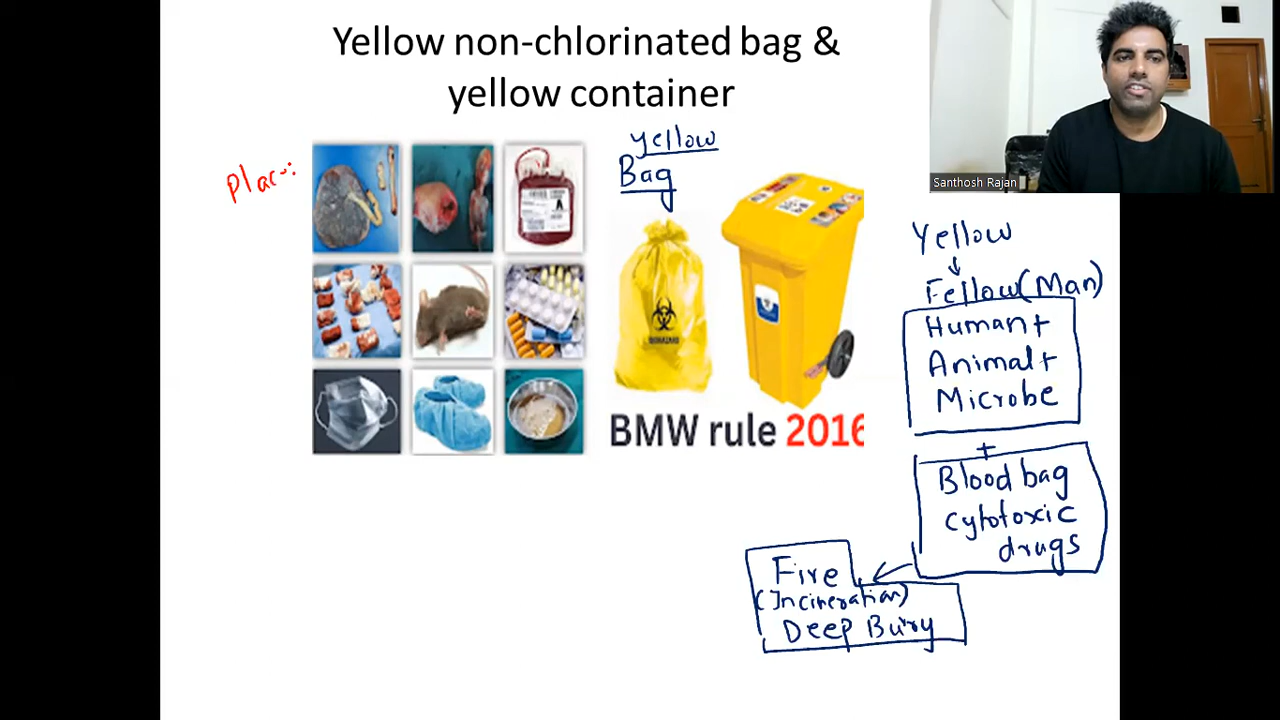 Yellow non-chlorinated bag &
yellow container
Yellow
Bag
BMW rule 2016
Santhosh Rajan
Yellow
↓
Fellow (Man)
Human +
Animal +
Microbe
+
Blood bag
Cytotoxic
drugs
Fire
(Incineration)
Deep Bury